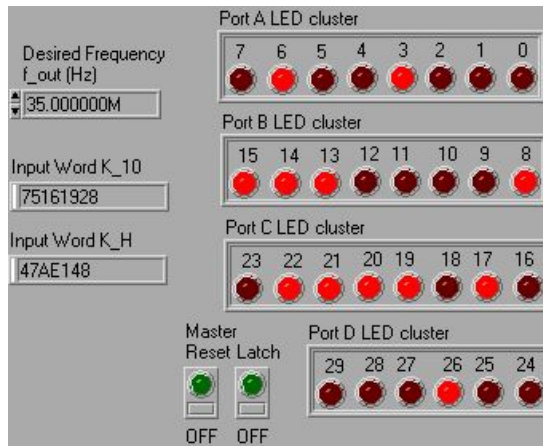 Port A LED cluster
7 6 5 4 3 2 1 0
Desired Frequency
f_out (Hz)
35.000000M
Port B LED cluster
15 14 13 12 11 10 9 8
Input Word K_10
75161928
Input Word K_H
47AE148
Port C LED cluster
23 22 21 20 19 18 17 16
Master
Reset Latch
OFF OFF
Port D LED cluster
29 28 27 26 25 24